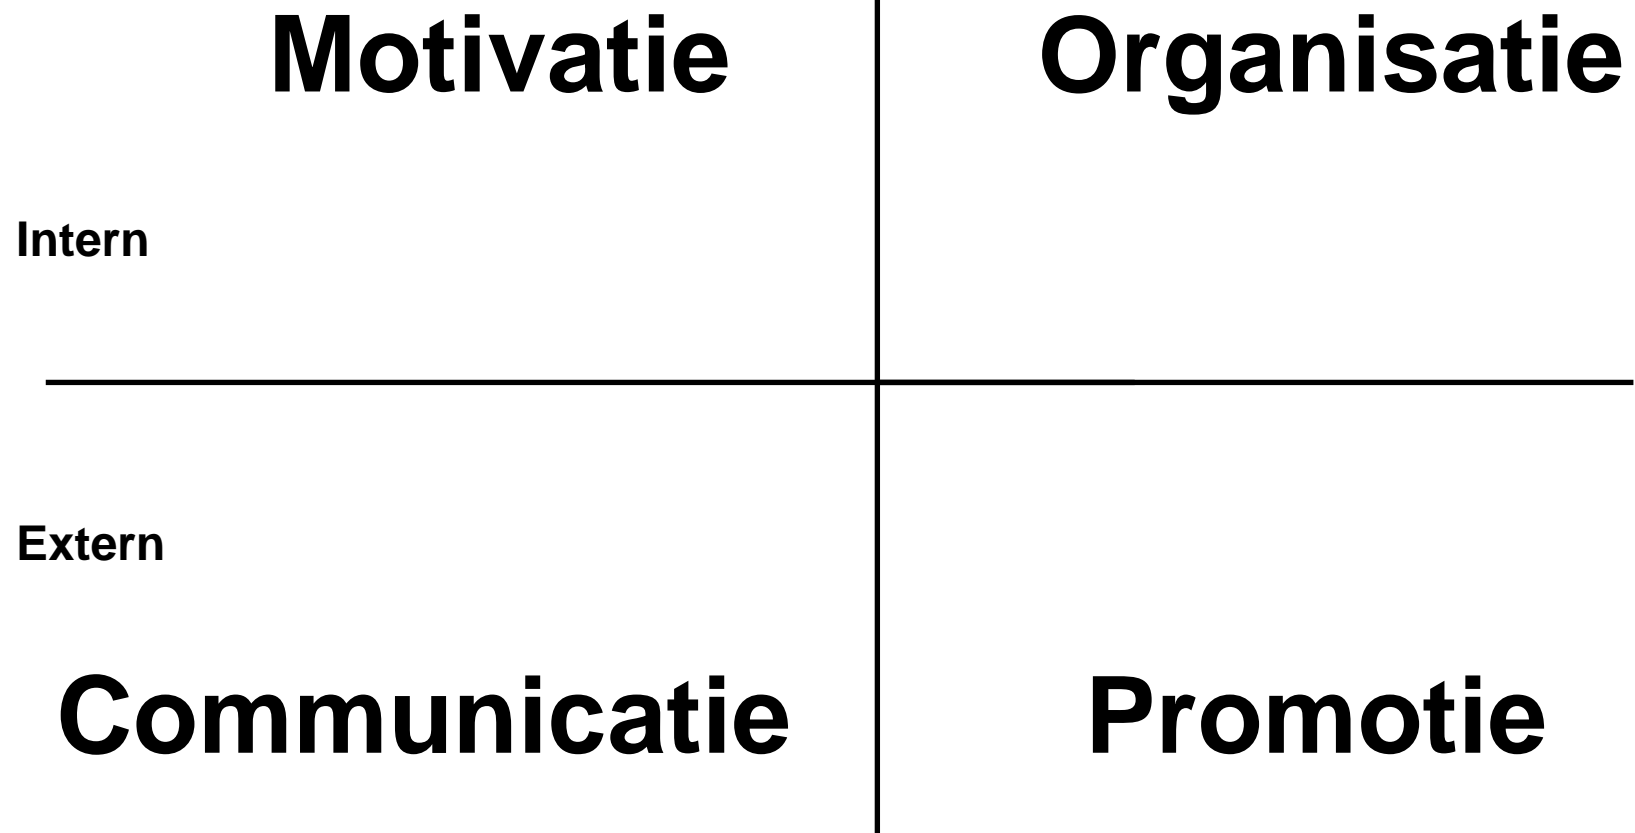 Motivatie
Organisatie
Intern
Extern
Communicatie
Promotie